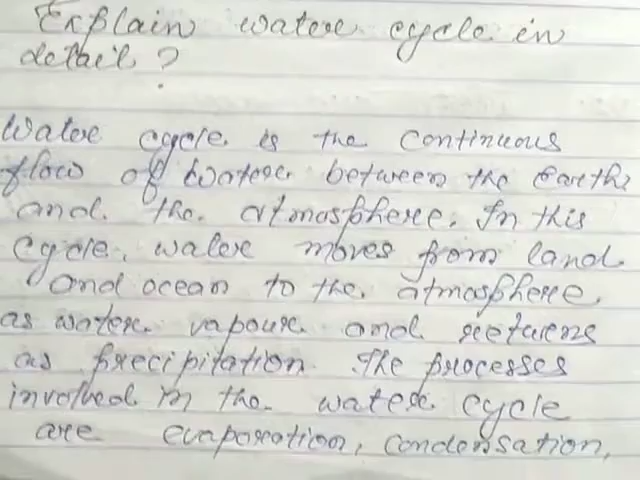 Explain water cycle in
detail?
Water cycle is the continuous
flow of water between the Earth
and the atmosphere. In this
cycle, water moves from land
and ocean to the atmosphere
as water vapour and returns
as precipitation. The processes
involved in the water cycle
are evaporation, condensation,